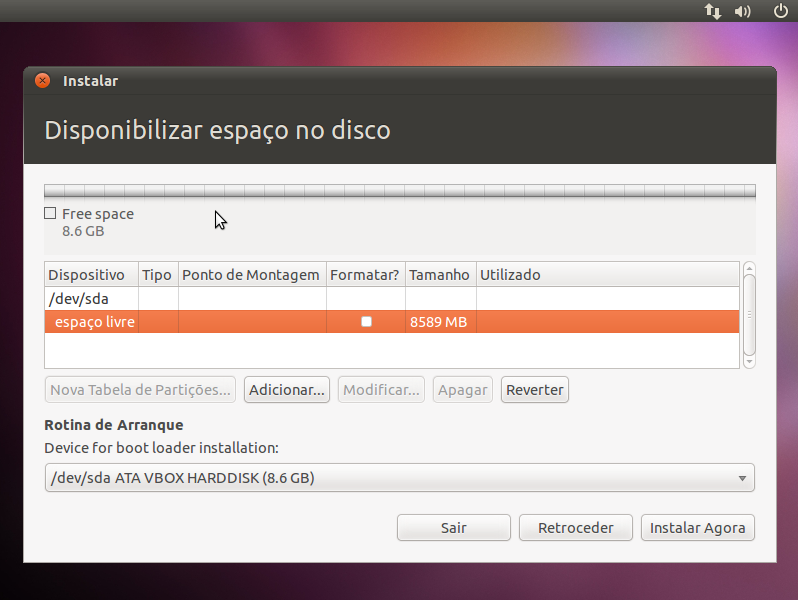 Instalar
Disponibilizar espaço no disco
Free space
8.6 GB
Dispositivo Tipo Ponto de Montagem Formatar? Tamanho Utilizado
/dev/sda
espaço livre 8589 MB
Nova Tabela de Partições... Adicionar... Modificar... Apagar Reverter
Rotina de Arranque
Device for boot loader installation:
/dev/sda ATA VBOX HARDDISK (8.6 GB)
Sair Retroceder Instalar Agora